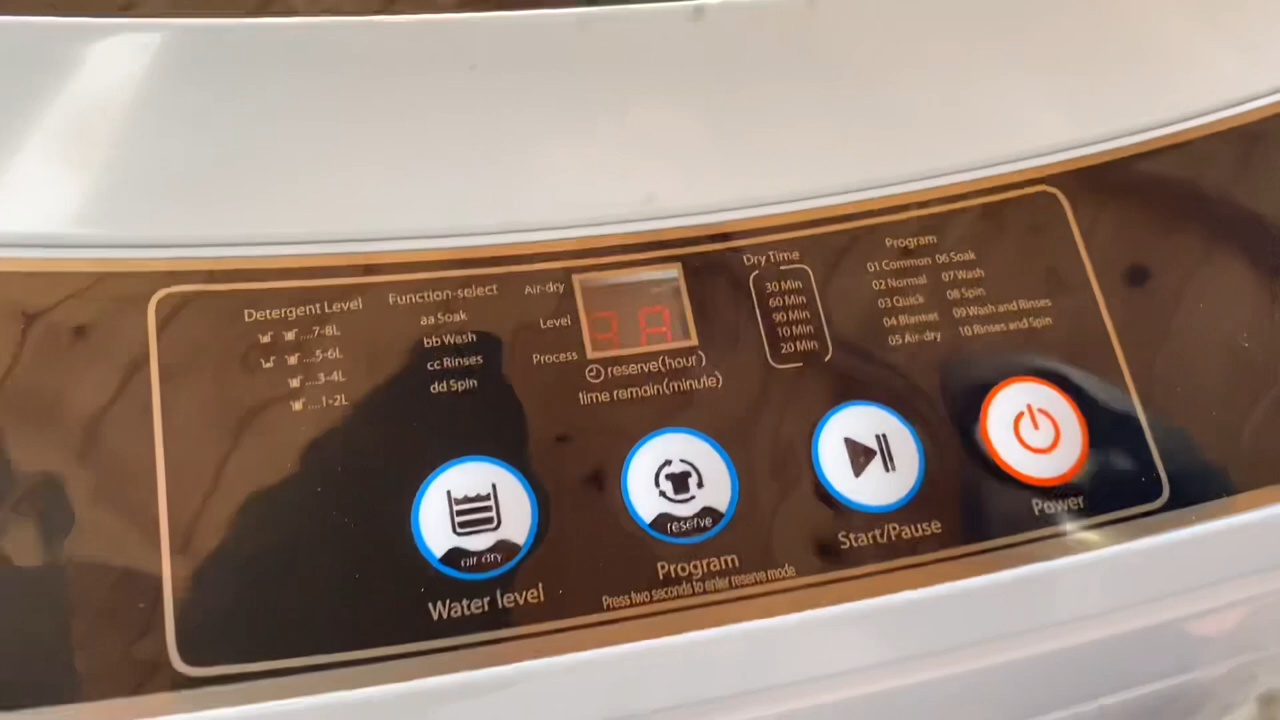 Detergent Level
....7-8L
....5-6L
....3-4L
....1-2L
Function-select
aa Soak
bb Wash
cc Rinses
dd Spin
Air-dry
Level
Process
reserve(hour)
time remain(minute)
Dry Time
30 Min
60 Min
90 Min
10 Min
20 Min
Program
01 Common 06 Soak
02 Normal 07 Wash
03 Quick 08 Spin
04 Blanket 09 Wash and Rinses
05 Air-dry 10 Rinses and Spin
air dry
Water level
reserve
Program
Press two seconds to enter reserve mode
Start/Pause
Power